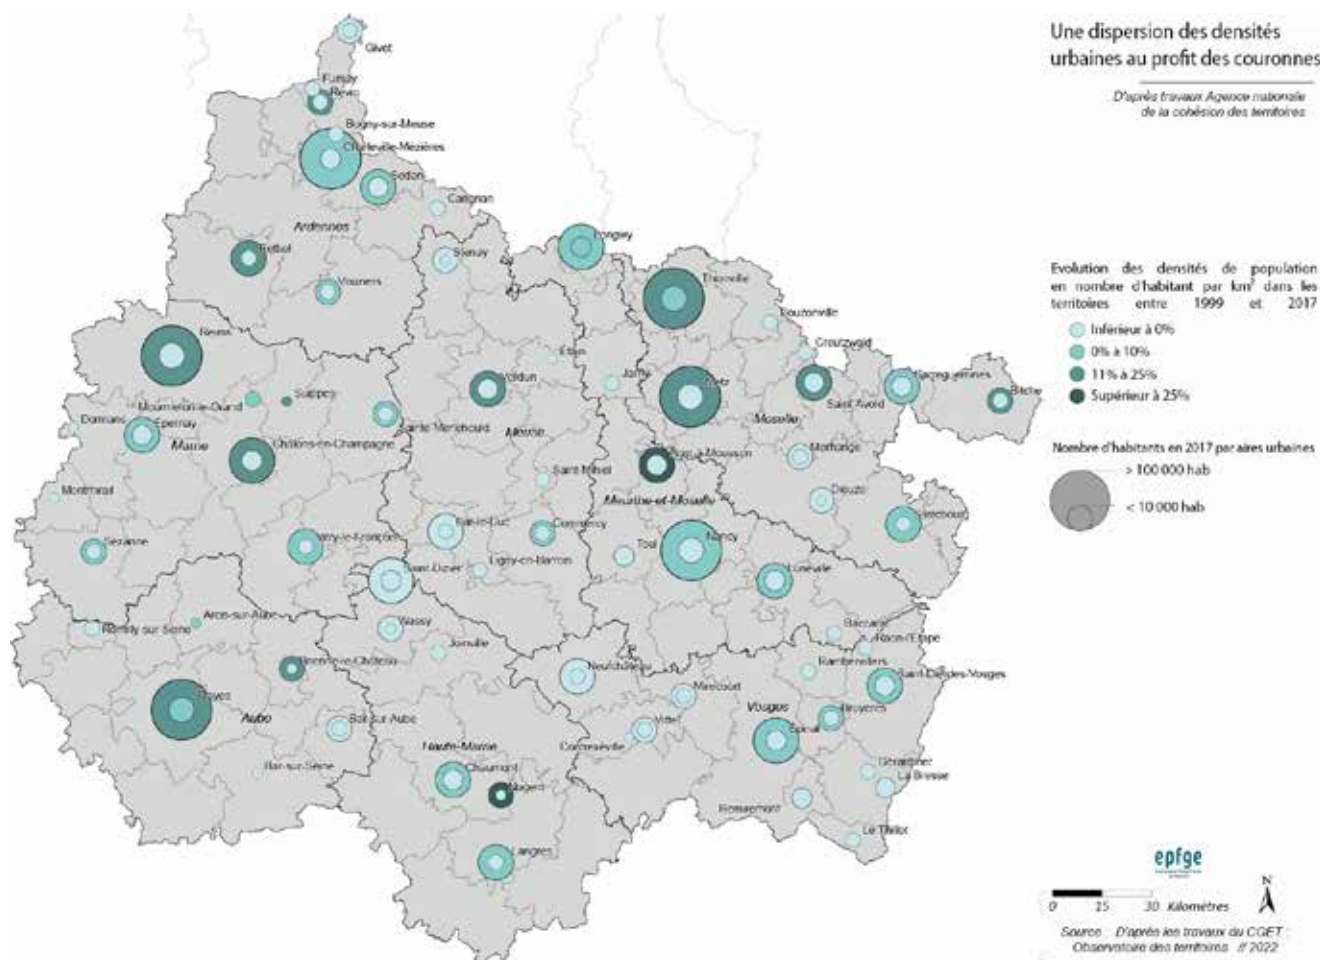 Une dispersion des densités
urbaines au profit des couronnes
D'après travaux Agence nationale
de la cohésion des territoires
Evolution des densités de population
en nombre d'habitant par km² dans les
territoires entre 1999 et 2017
Inférieur à 0%
0% à 10%
11% à 25%
Supérieur à 25%
Nombre d'habitants en 2017 par aires urbaines
> 100 000 hab
< 10 000 hab
Givet
Fumay
Revin
Bogny-sur-Meuse
Charleville-Mézières
Sedan
Carignan
Ardennes
Rethel
Vouziers
Stenay
Longwy
Thionville
Bouzonville
Creutzwald
Reims
Etain
Jarny
Metz
Sarreguemines
Bitche
Verdun
Saint-Avold
Mourmelon-le-Grand
Suippes
Moselle
Dormans
Epernay
Sainte-Menehould
Meuse
Marne
Châlons-en-Champagne
Morhange
Pont-à-Mousson
Saint-Mihiel
Montmirail
Meurthe-et-Moselle
Dieuze
Sarrebourg
Bar-le-Duc
Commercy
Sézanne
Vitry-le-François
Toul
Nancy
Ligny-en-Barrois
Saint-Dizier
Lunéville
Arcis-sur-Aube
Romilly-sur-Seine
Wassy
Baccarat
Raon-l'Etape
Joinville
Brienne-le-Château
Neufchâteau
Rambervillers
Saint-Dié-des-Vosges
Mirecourt
Troyes
Aube
Bar-sur-Aube
Vosges
Bruyères
Vittel
Epinal
Contrexéville
Haute-Marne
Bar-sur-Seine
Chaumont
Nogent
Gérardmer
La Bresse
Remiremont
Le Thillot
Langres
epfge
N
0 15 30 Kilomètres
Source : D'après les travaux du CGET :
Observatoire des territoires // 2022